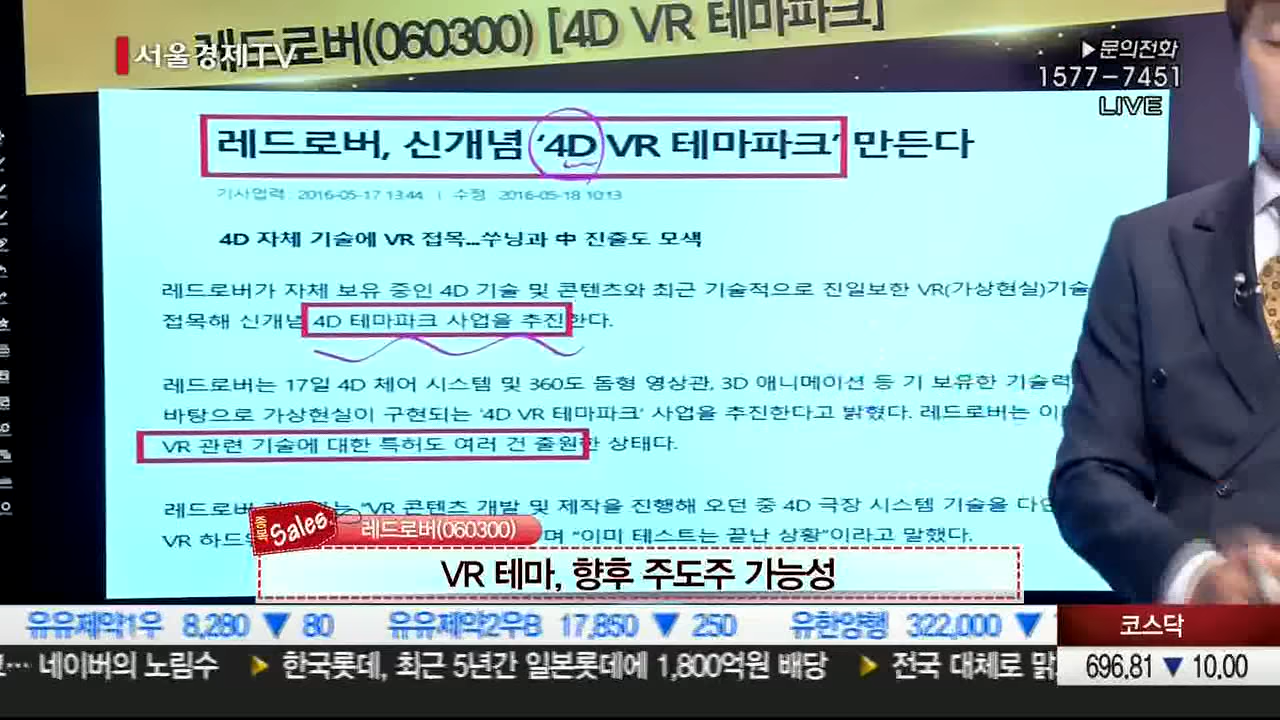 레드로버(060300) [4D VR 테마파크]
서울경제TV
▶문의전화
1577-7451
LIVE
레드로버, 신개념 '4D VR 테마파크' 만든다
기사입력 2016-05-17 13:44 | 수정 2016-05-18 10:13
4D 자체 기술에 VR 접목...쑤닝과 中 진출도 모색
레드로버가 자체 보유 중인 4D 기술 및 콘텐츠와 최근 기술적으로 진일보한 VR(가상현실)기술
접목해 신개념 4D 테마파크 사업을 추진한다.
레드로버는 17일 4D 체어 시스템 및 360도 돔형 영상관, 3D 애니메이션 등 기 보유한 기술력
바탕으로 가상현실이 구현되는 '4D VR 테마파크' 사업을 추진한다고 밝혔다. 레드로버는 이
VR 관련 기술에 대한 특허도 여러 건 출원한 상태다.
레드로버 는 "VR 콘텐츠 개발 및 제작을 진행해 오던 중 4D 극장 시스템 기술을
VR 하드 며 "이미 테스트는 끝난 상황"이라고 말했다.
Sales
레드로버(060300)
VR 테마, 향후 주도주 가능성
유유제약1우 8,280 ▼ 80 유유제약2우B 17,850 ▼ 250 유한양행 322,000 ▼
코스닥
… 네이버의 노림수 ▶ 한국롯데, 최근 5년간 일본롯데에 1,800억원 배당 ▶ 전국 대체로 맑
696.81 ▼ 10.00